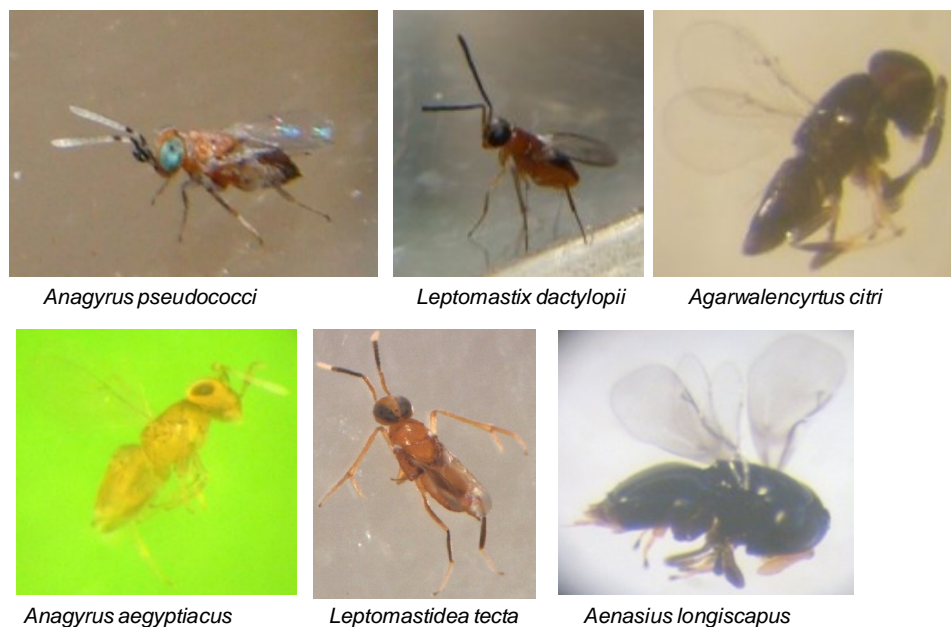 Anagyrus pseudococci
Leptomastix dactylopii
Agarwalencyrtus citri
Anagyrus aegyptiacus
Leptomastidea tecta
Aenasius longiscapus